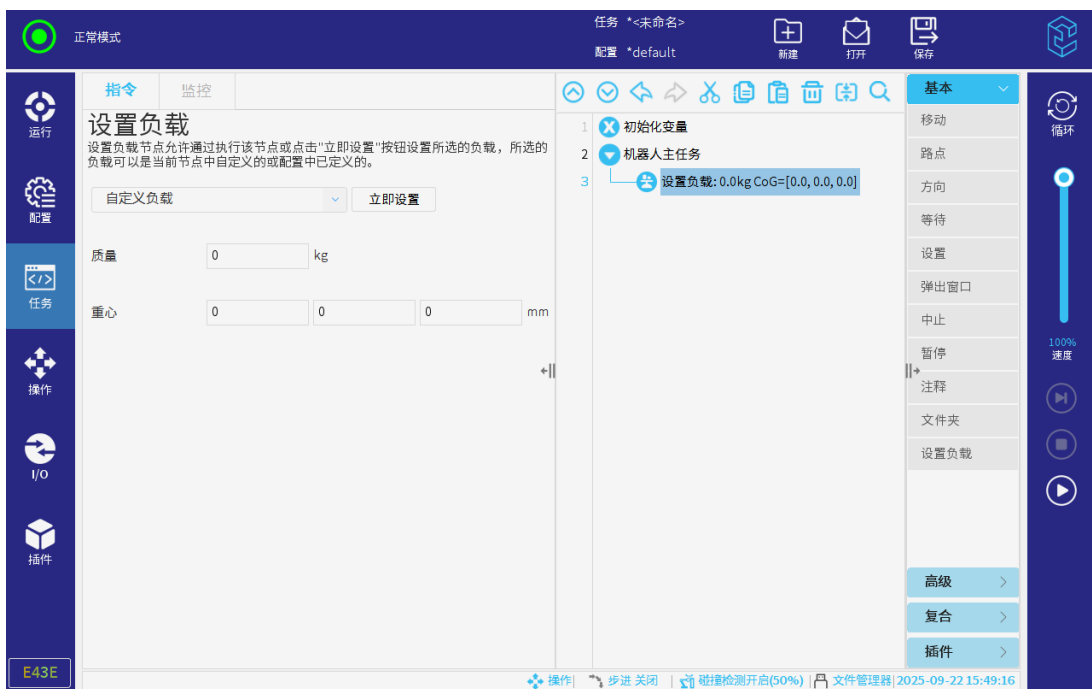 正常模式
任务 *<未命名>
配置 *default
新建
打开
保存
运行
配置
任务
操作
I/O
插件
E43E
指令
监控
设置负载
设置负载节点允许通过执行该节点或点击"立即设置"按钮设置所选的负载，所选的
负载可以是当前节点中自定义的或配置中已定义的。
自定义负载
立即设置
质量 0 kg
重心 0 0 0 mm
1 初始化变量
2 机器人主任务
3 设置负载: 0.0kg CoG=[0.0, 0.0, 0.0]
基本
移动
路点
方向
等待
设置
弹出窗口
中止
暂停
注释
文件夹
设置负载
高级
复合
插件
循环
100%
速度
操作| 步进 关闭 | 碰撞检测开启(50%) | 文件管理器| 2025-09-22 15:49:16